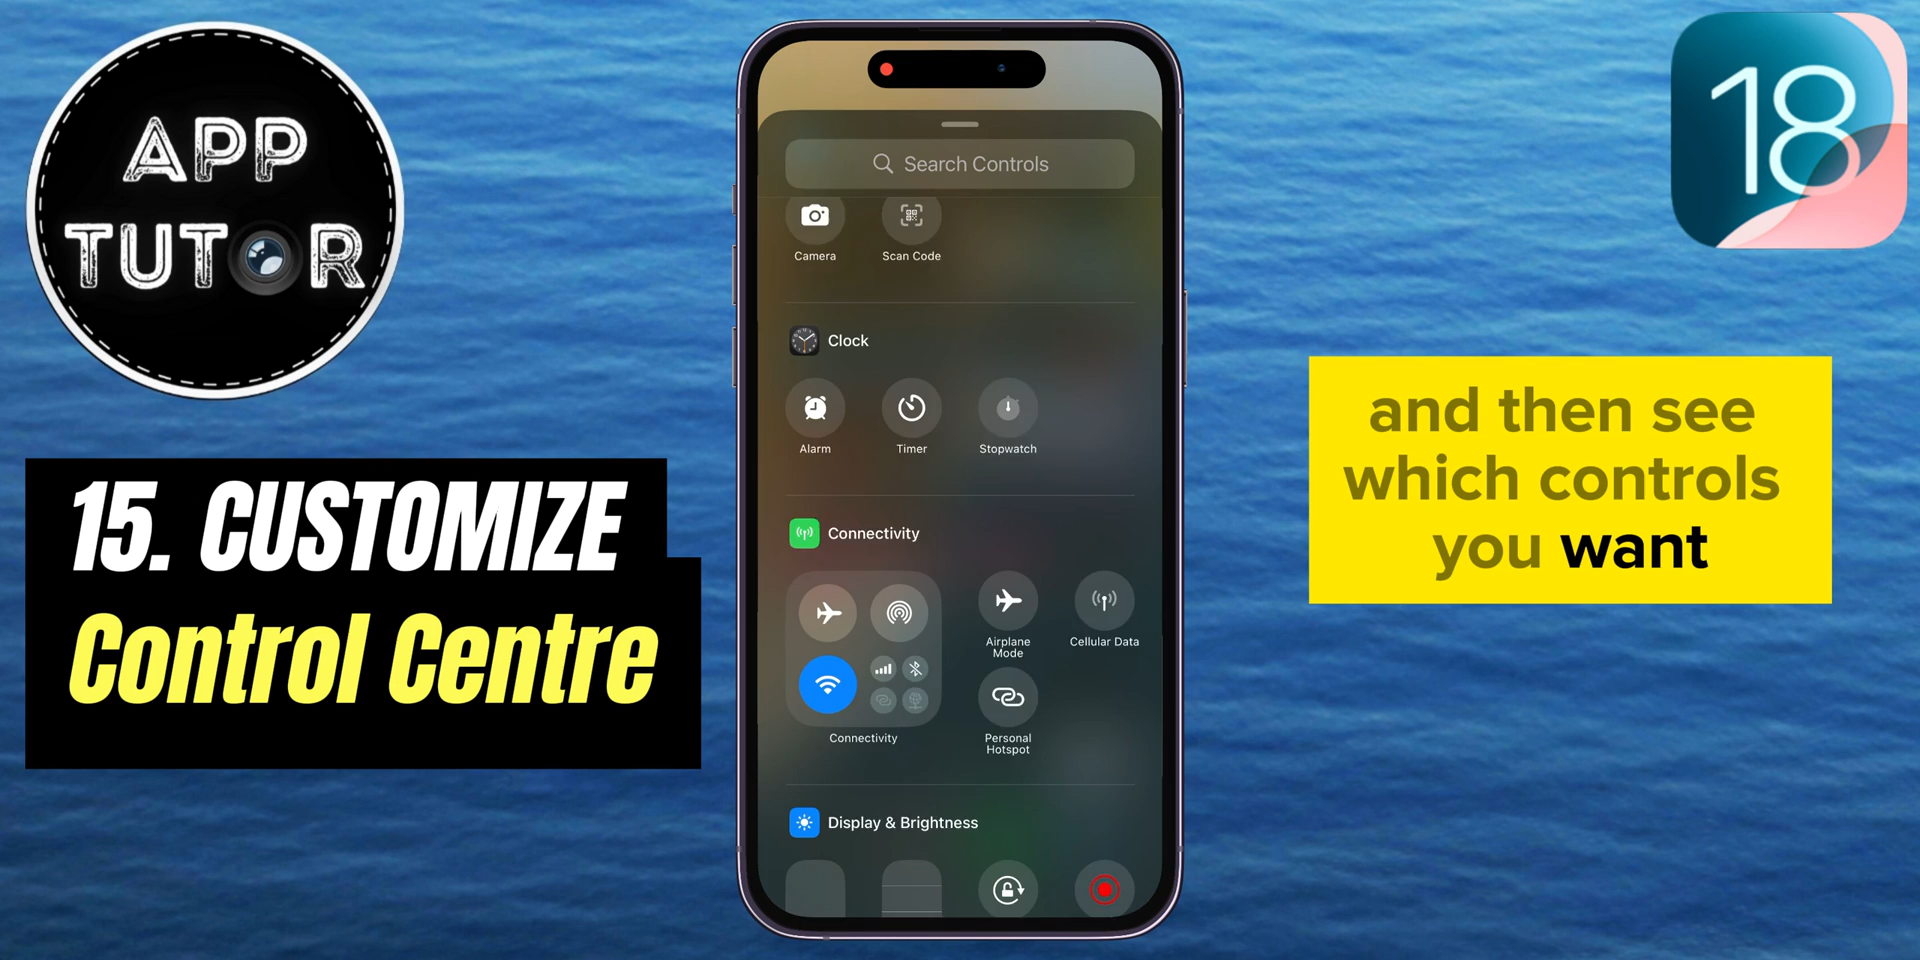 APP
TUTOR
18
15. CUSTOMIZE
Control Centre
Search Controls
Camera
Scan Code
Clock
Alarm
Timer
Stopwatch
Connectivity
Airplane
Mode
Cellular Data
Connectivity
Personal
Hotspot
Display & Brightness
and then see
which controls
you want